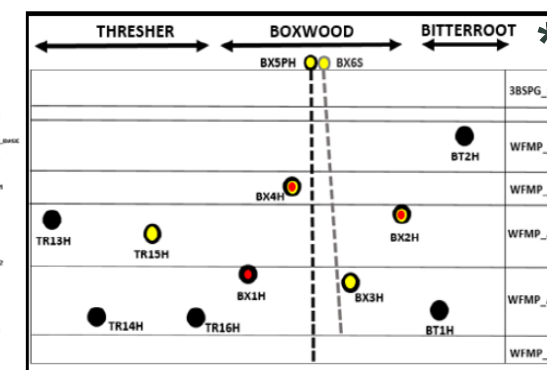 THRESHER BOXWOOD BITTERROOT *
BX5PH BX6S
3BSPG_
BT2H WFMP_
BX4H WFMP_
TR13H TR15H BX2H WFMP_
BX1H BX3H WFMP_
TR14H TR16H BT1H
WFMP_